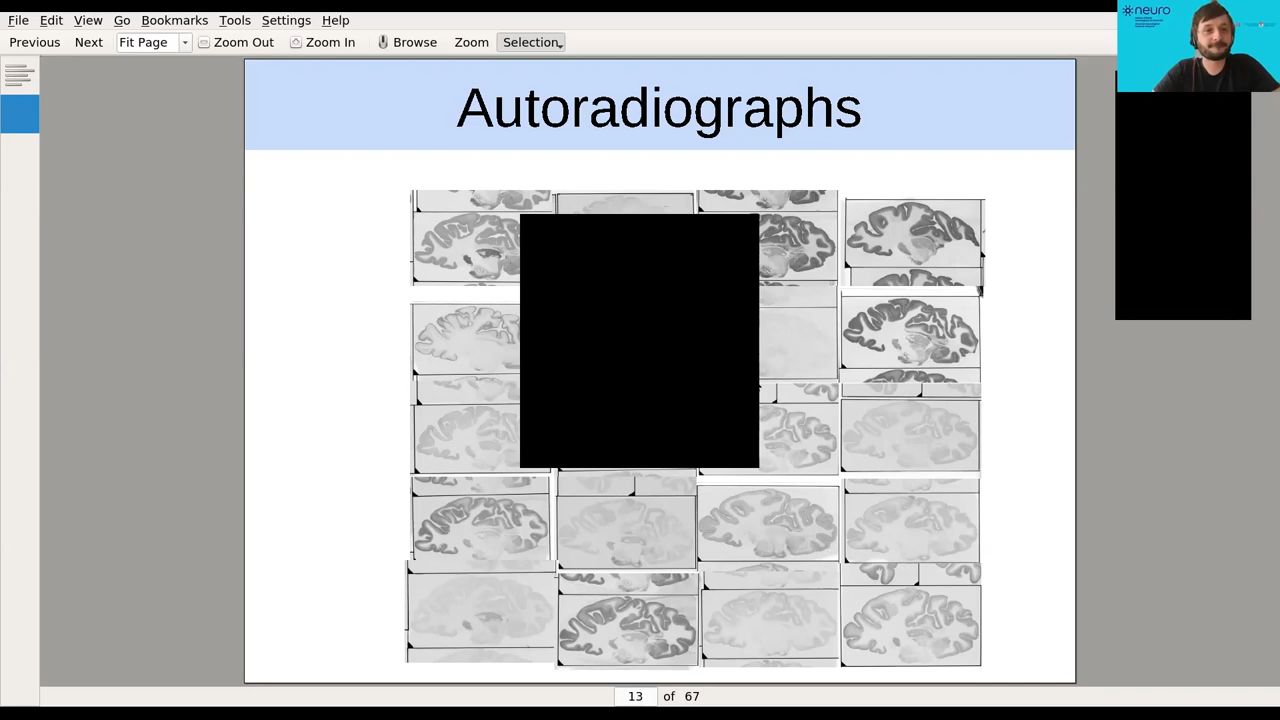 File Edit View Go Bookmarks Tools Settings Help
Previous Next Fit Page Zoom Out Zoom In Browse Zoom Selection
neuro
Autoradiographs
13 of 67